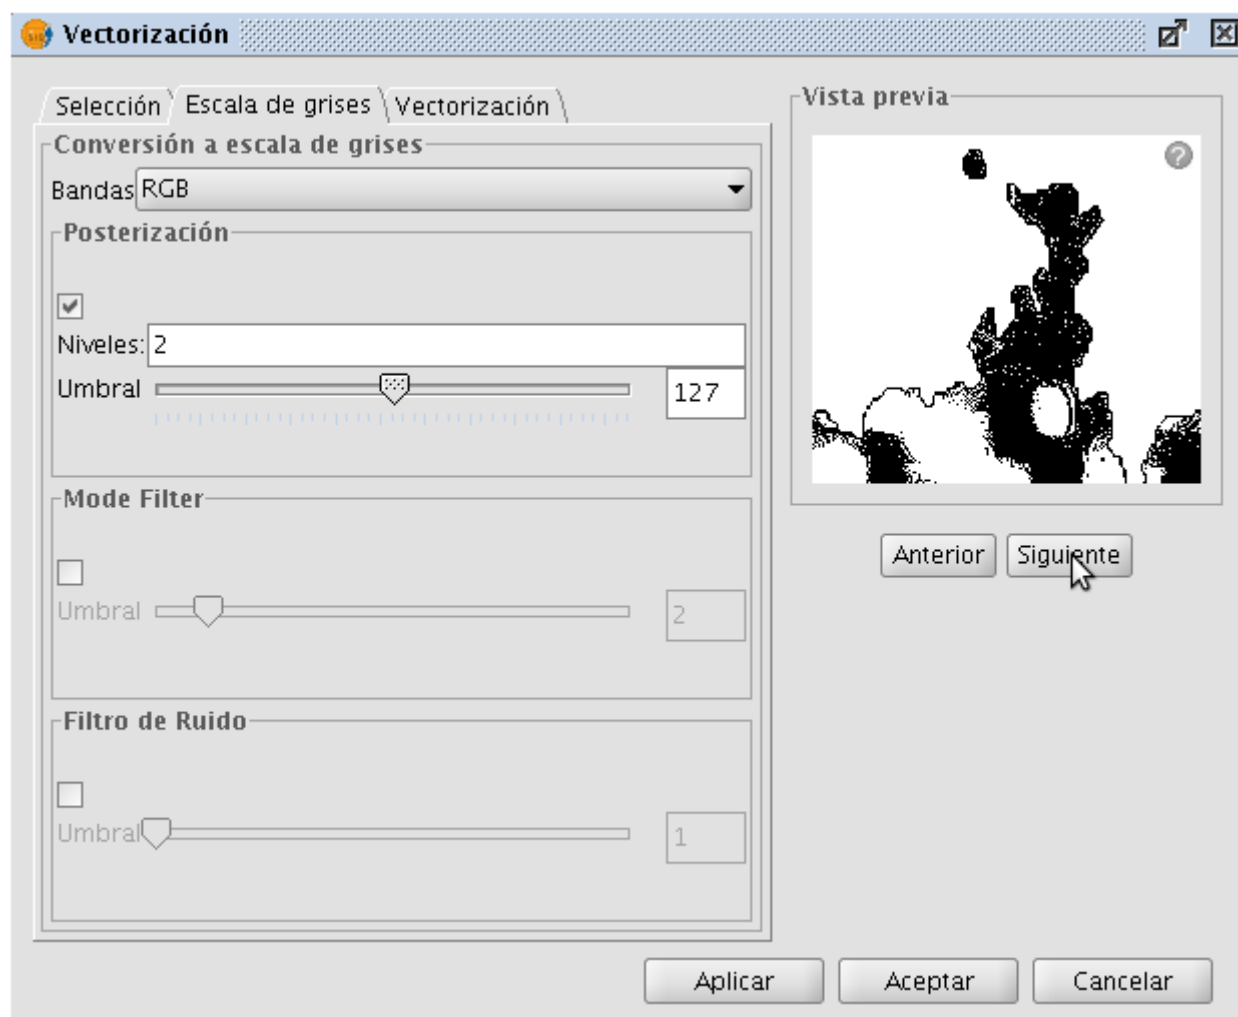 Vectorización
Selección
Escala de grises
Vectorización
Conversión a escala de grises
Bandas RGB
Posterización
Niveles: 2
Umbral 127
Mode Filter
Umbral 2
Filtro de Ruido
Umbral 1
Vista previa
?
Anterior
Siguiente
Aplicar
Aceptar
Cancelar